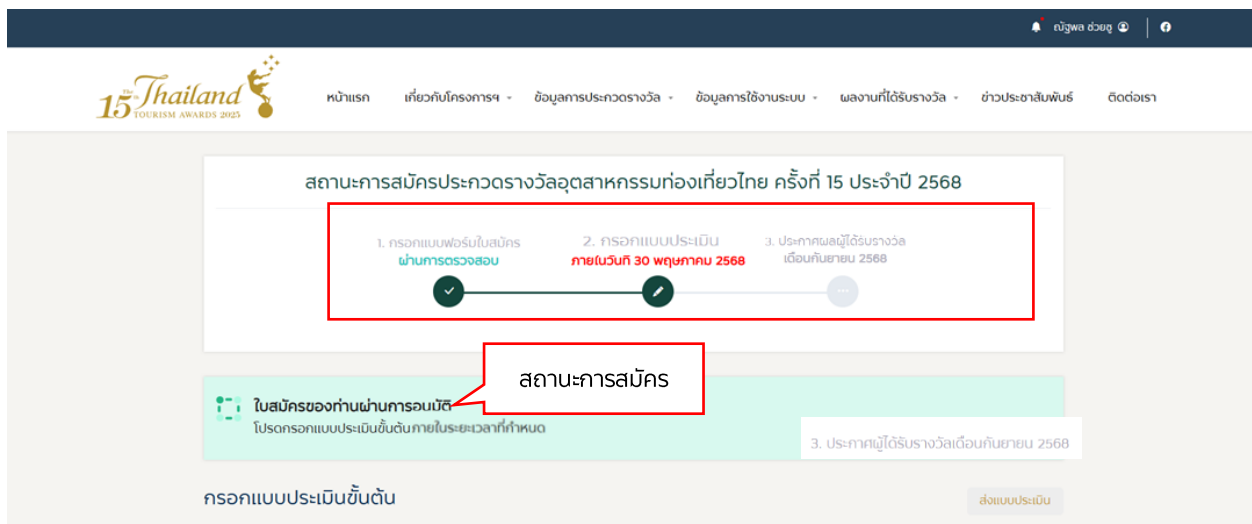 ณัฐพล ช่วยชู
The
15th Thailand
TOURISM AWARDS 2025
หน้าแรก เกี่ยวกับโครงการฯ ข้อมูลการประกวดรางวัล ข้อมูลการใช้งานระบบ ผลงานที่ได้รับรางวัล ข่าวประชาสัมพันธ์ ติดต่อเรา
สถานะการสมัครประกวดรางวัลอุตสาหกรรมท่องเที่ยวไทย ครั้งที่ 15 ประจำปี 2568
1. กรอกแบบฟอร์มใบสมัคร
ผ่านการตรวจสอบ
2. กรอกแบบประเมิน
ภายในวันที่ 30 พฤษภาคม 2568
3. ประกาศผลผู้ได้รับรางวัล
เดือนกันยายน 2568
สถานะการสมัคร
ใบสมัครของท่านผ่านการอนุมัติ
โปรดกรอกแบบประเมินขั้นต้นภายในระยะเวลาที่กำหนด
3. ประกาศผู้ได้รับรางวัลเดือนกันยายน 2568
กรอกแบบประเมินขั้นต้น
ส่งแบบประเมิน